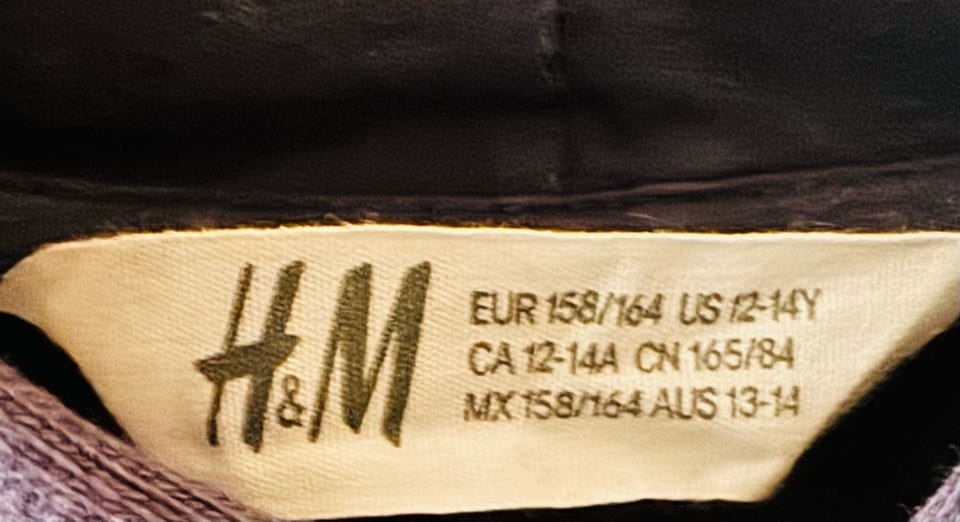 H&M
EUR 158/164 US 12-14Y
CA 12-14A CN 165/84
MX 158/164 AUS 13-14